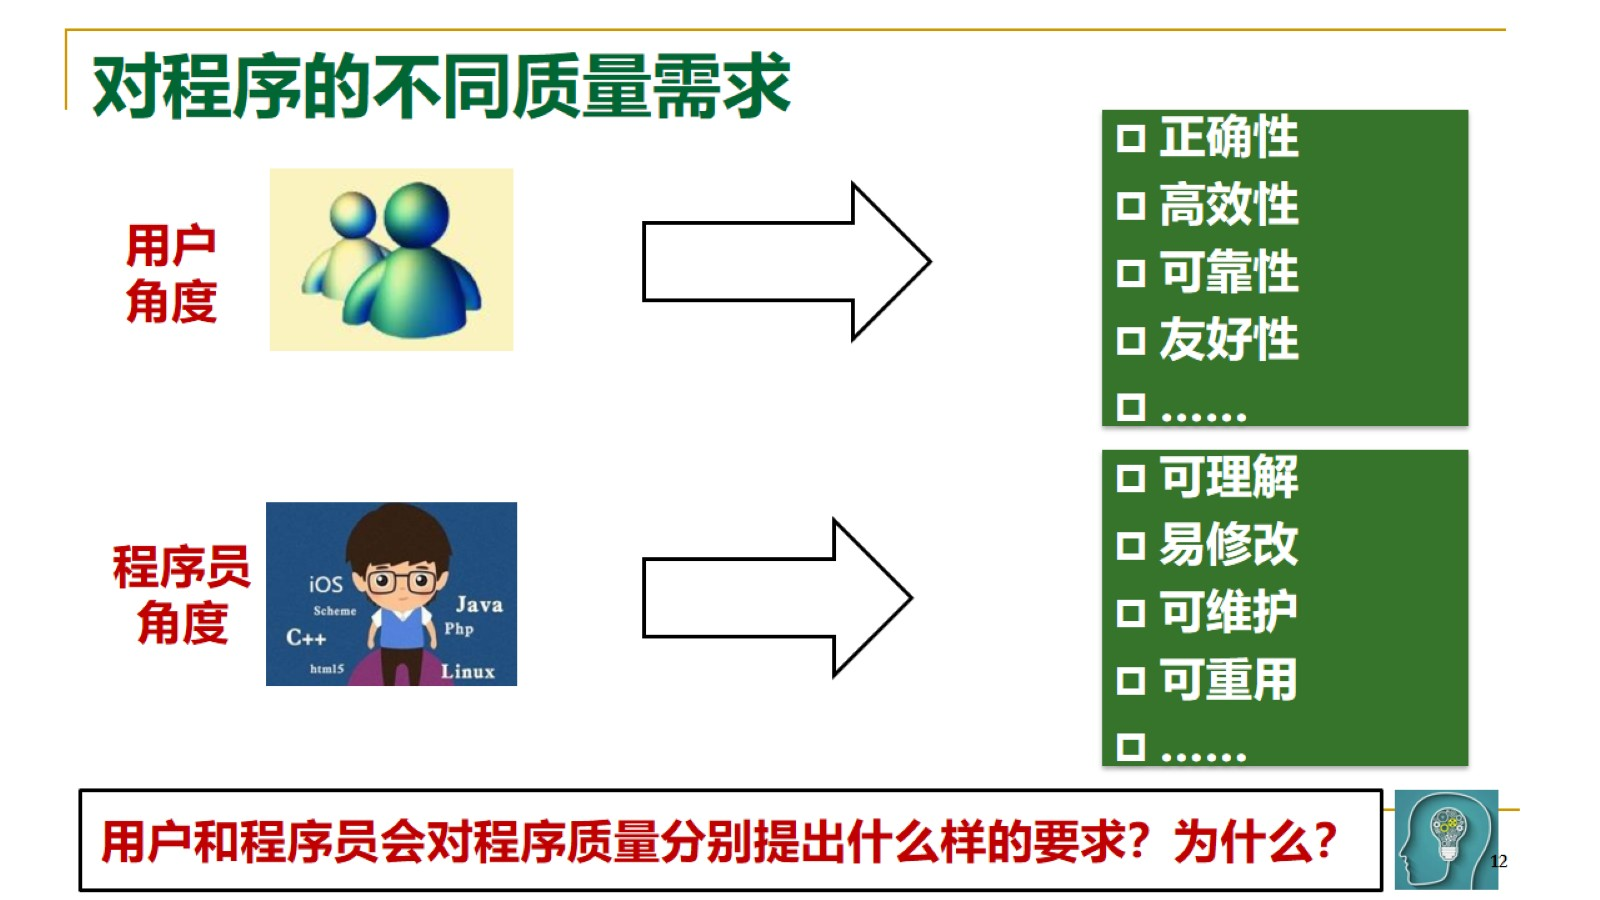 对程序的不同质量需求
用户
角度
正确性
高效性
可靠性
友好性
……
程序员
角度
iOS
Scheme
C++
html5
Java
Php
Linux
可理解
易修改
可维护
可重用
……
用户和程序员会对程序质量分别提出什么样的要求？为什么？
12